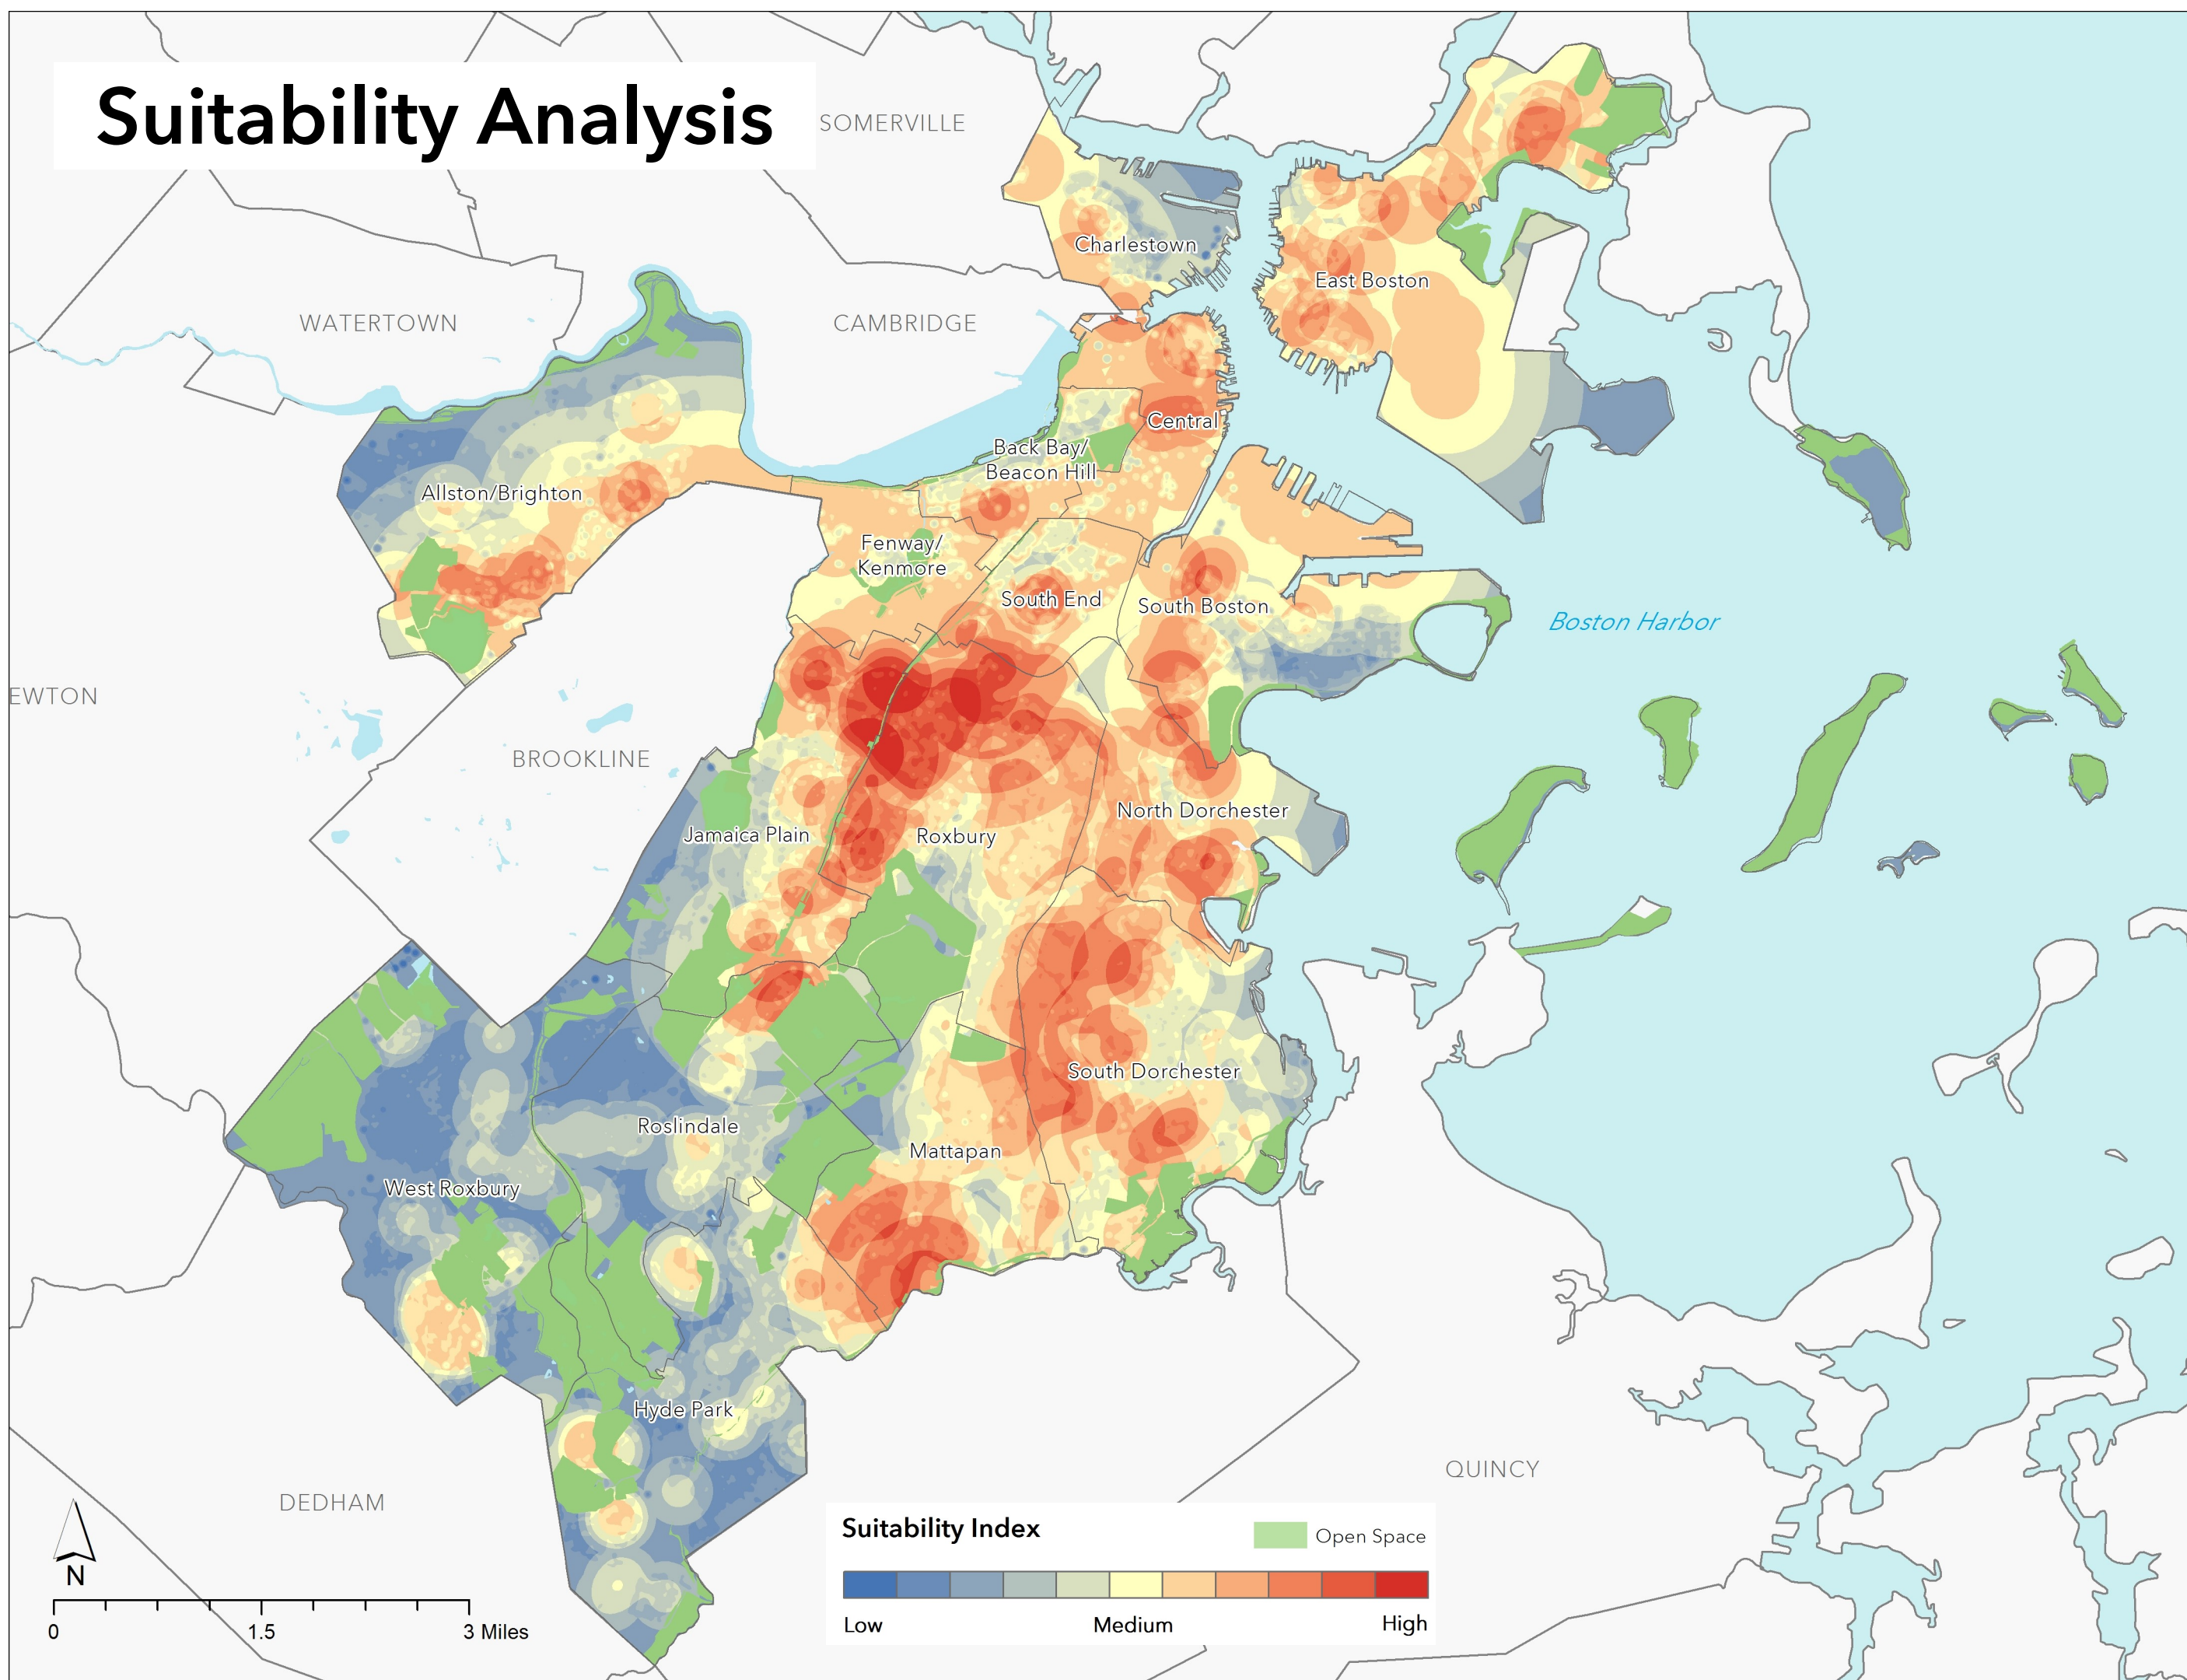 Suitability Analysis
SOMERVILLE
Charlestown
East Boston
WATERTOWN
CAMBRIDGE
Central
Back Bay/
Beacon Hill
Allston/Brighton
Fenway/
Kenmore
South End
South Boston
Boston Harbor
EWTON
BROOKLINE
North Dorchester
Jamaica Plain
Roxbury
South Dorchester
Roslindale
Mattapan
West Roxbury
Hyde Park
QUINCY
DEDHAM
N
0 1.5 3 Miles
Suitability Index
Open Space
Low Medium High